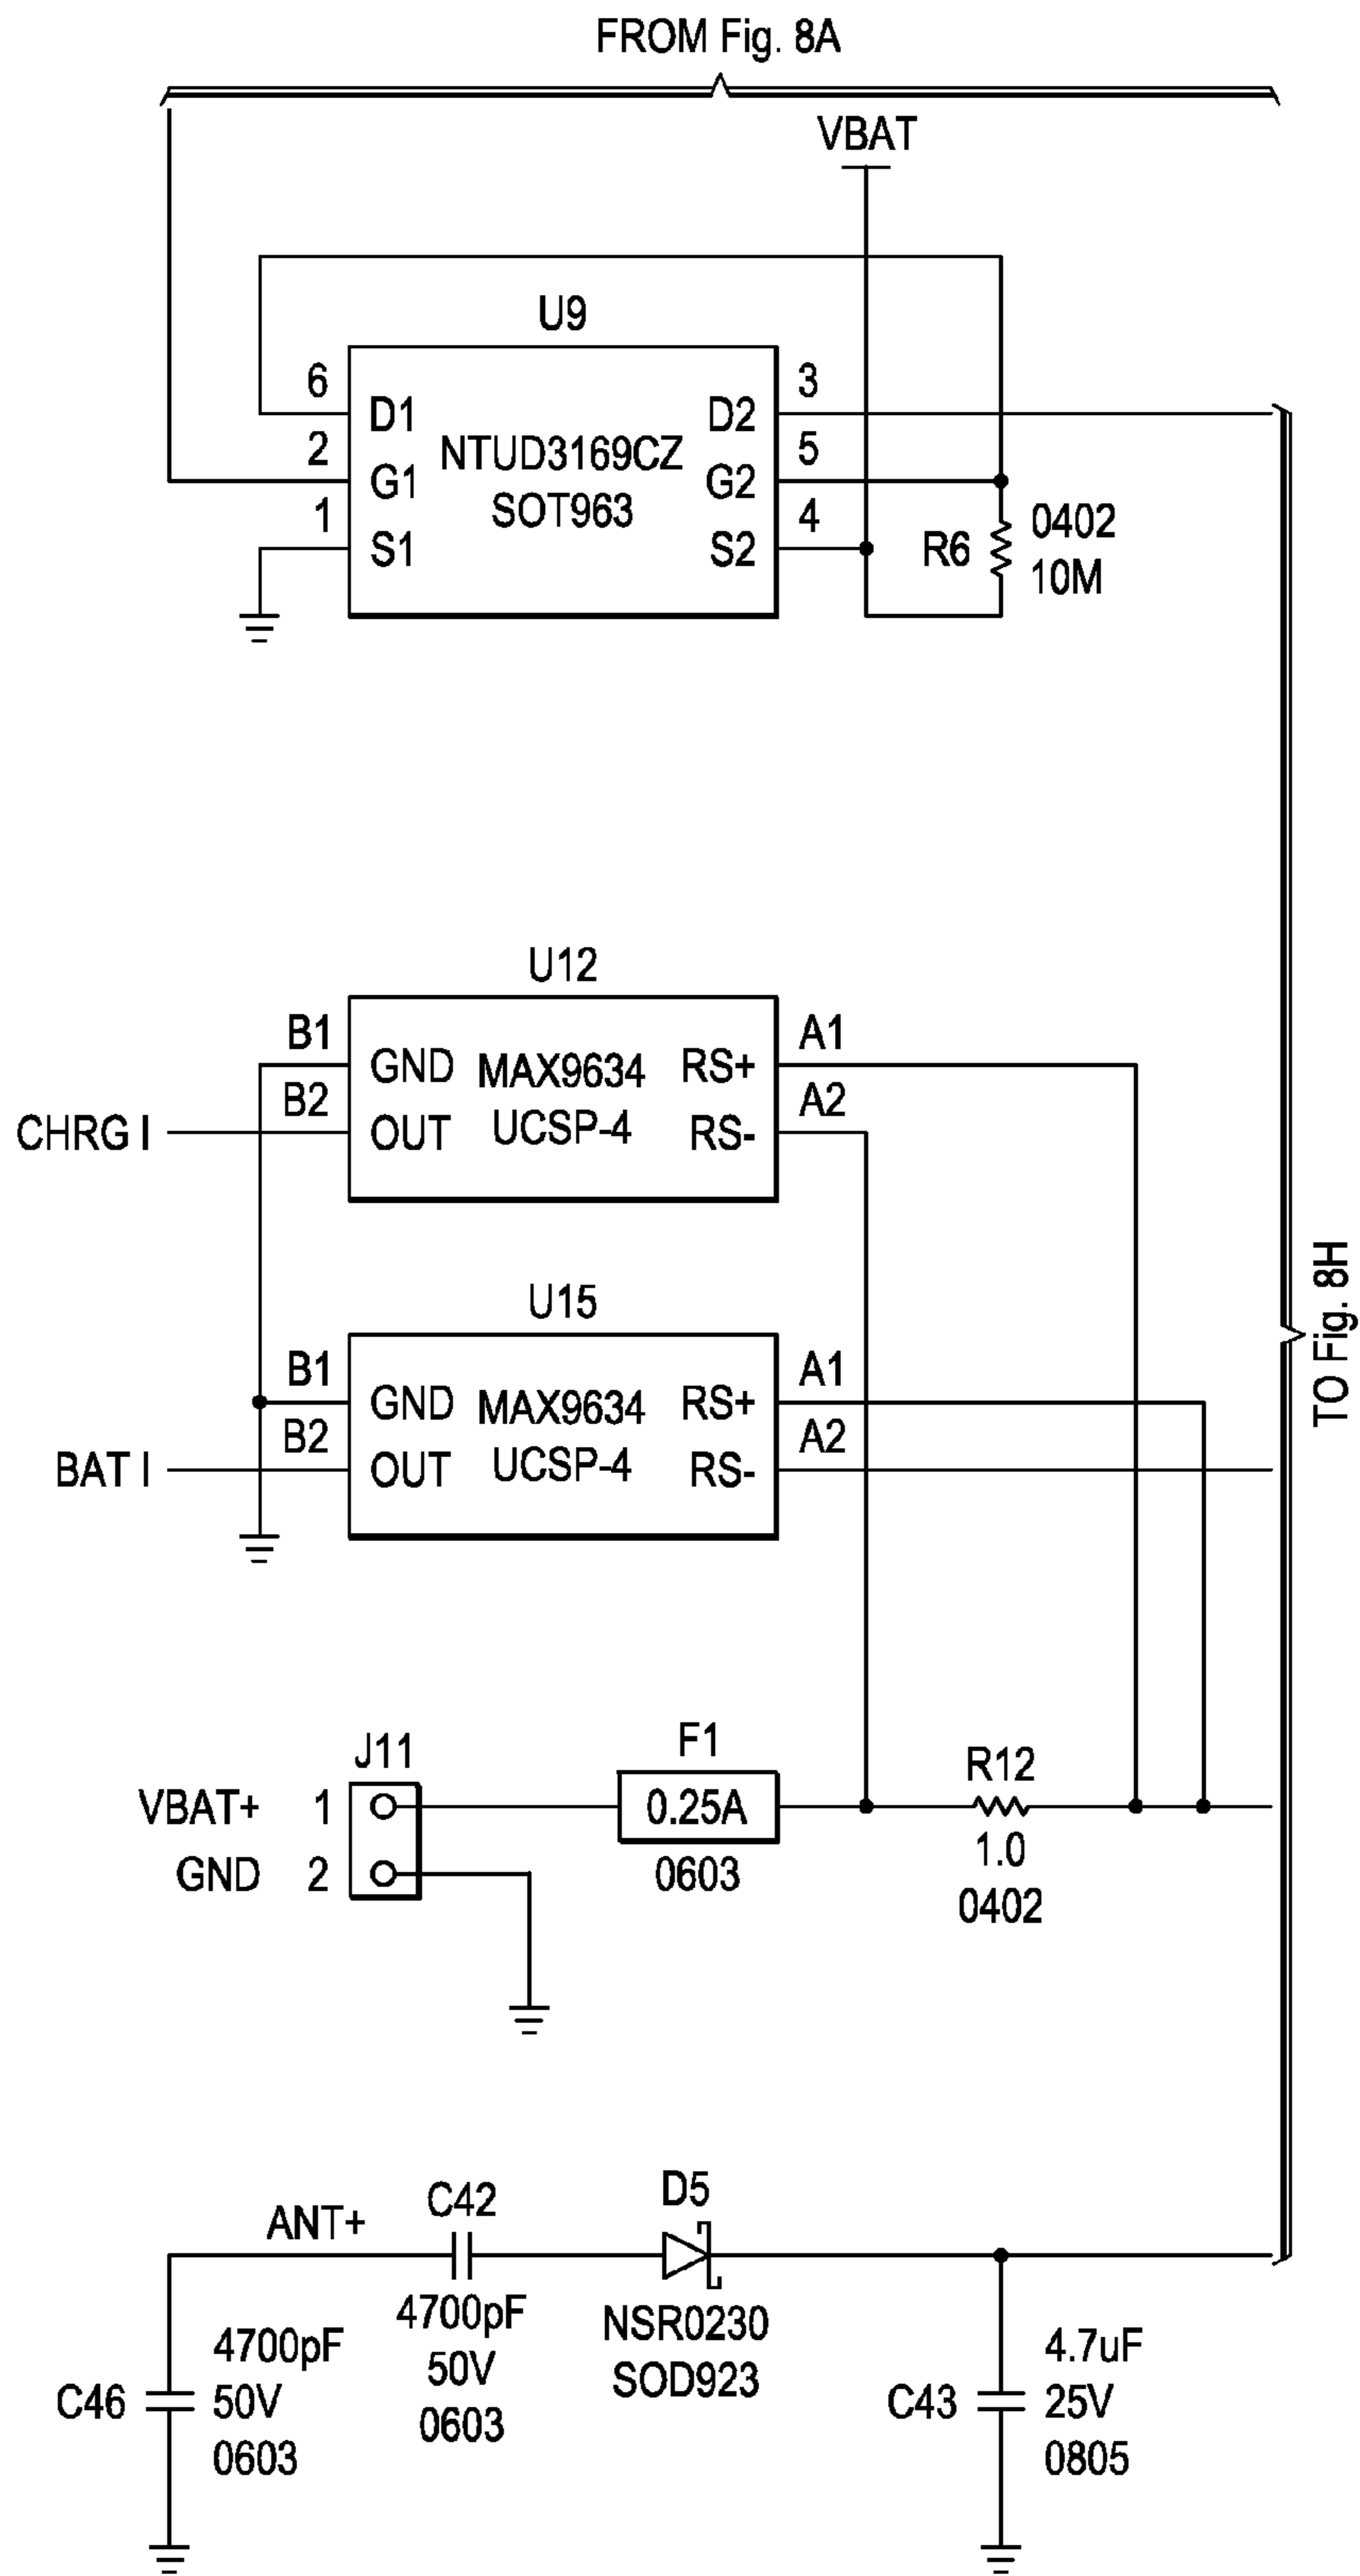 FROM Fig. 8A
VBAT
U9
6 D1 D2 3
2 G1 G2 5
1 S1 S2 4
NTUD3169CZ
SOT963
R6
0402
10M
U12
B1 GND RS+ A1
B2 OUT RS- A2
MAX9634
UCSP-4
CHRG I
U15
B1 GND RS+ A1
B2 OUT RS- A2
MAX9634
UCSP-4
BAT I
TO Fig. 8H
J11
VBAT+ 1
GND 2
F1
0.25A
0603
R12
1.0
0402
ANT+
C42
4700pF
50V
0603
D5
NSR0230
SOD923
C46
4700pF
50V
0603
C43
4.7uF
25V
0805